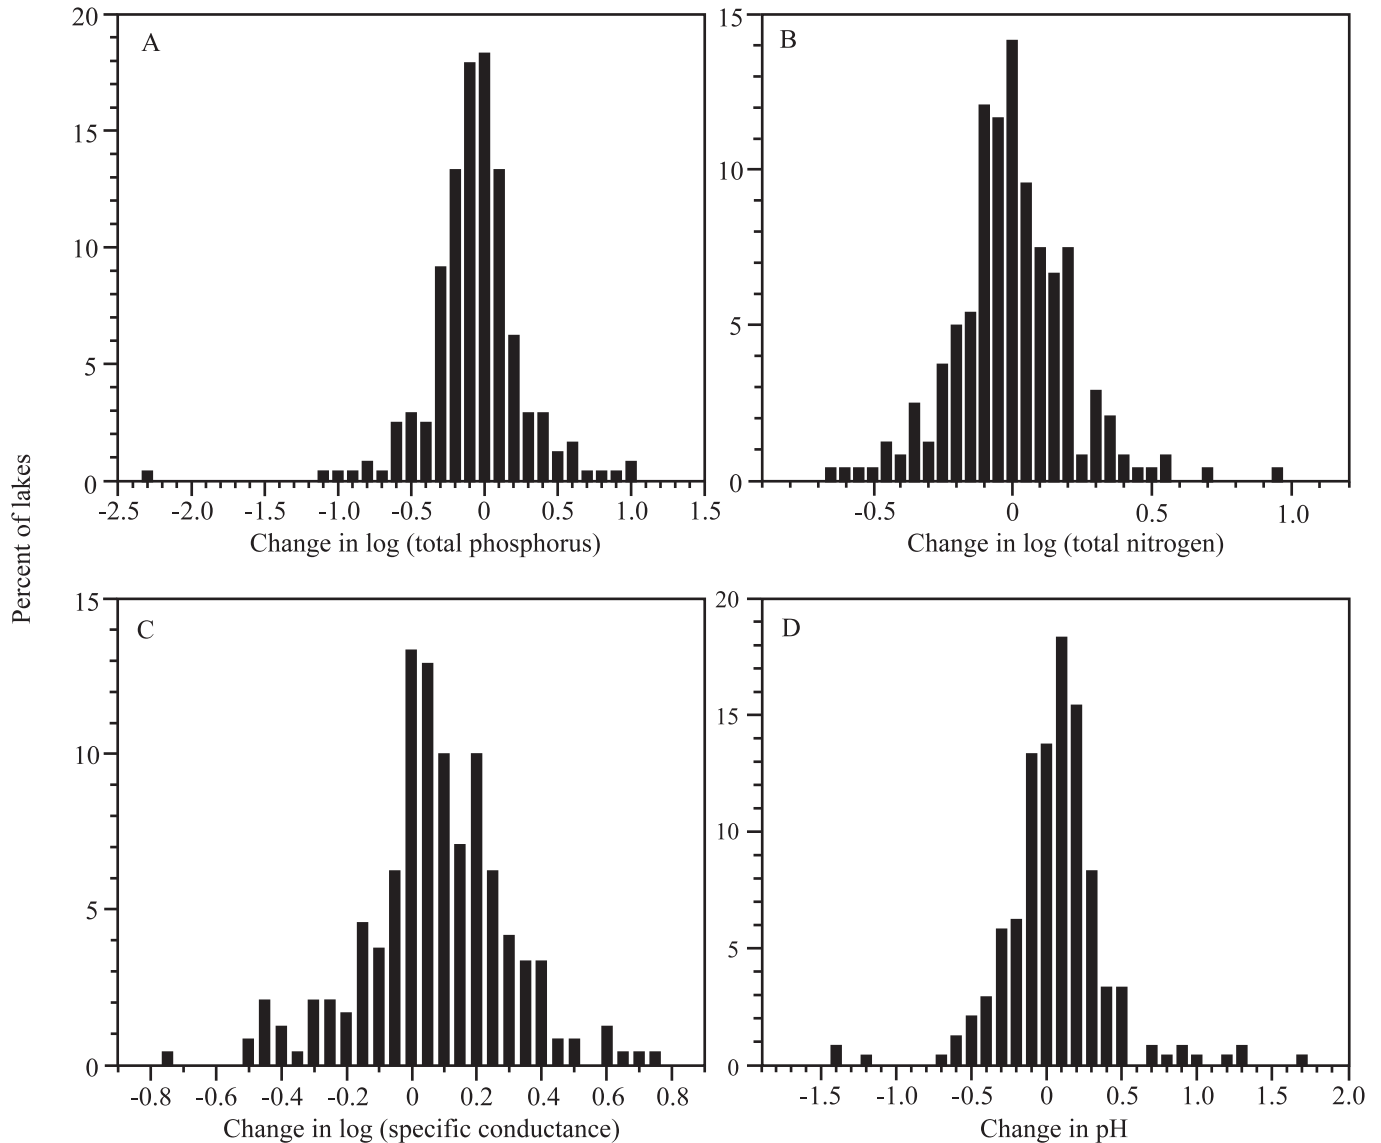 Percent of lakes
A
20
15
10
5
0
-2.5 -2.0 -1.5 -1.0 -0.5 0 0.5 1.0 1.5
Change in log (total phosphorus)
B
15
10
5
0
-0.5 0 0.5 1.0
Change in log (total nitrogen)
C
15
10
5
0
-0.8 -0.6 -0.4 -0.2 0 0.2 0.4 0.6 0.8
Change in log (specific conductance)
D
20
15
10
5
0
-1.5 -1.0 -0.5 0 0.5 1.0 1.5 2.0
Change in pH